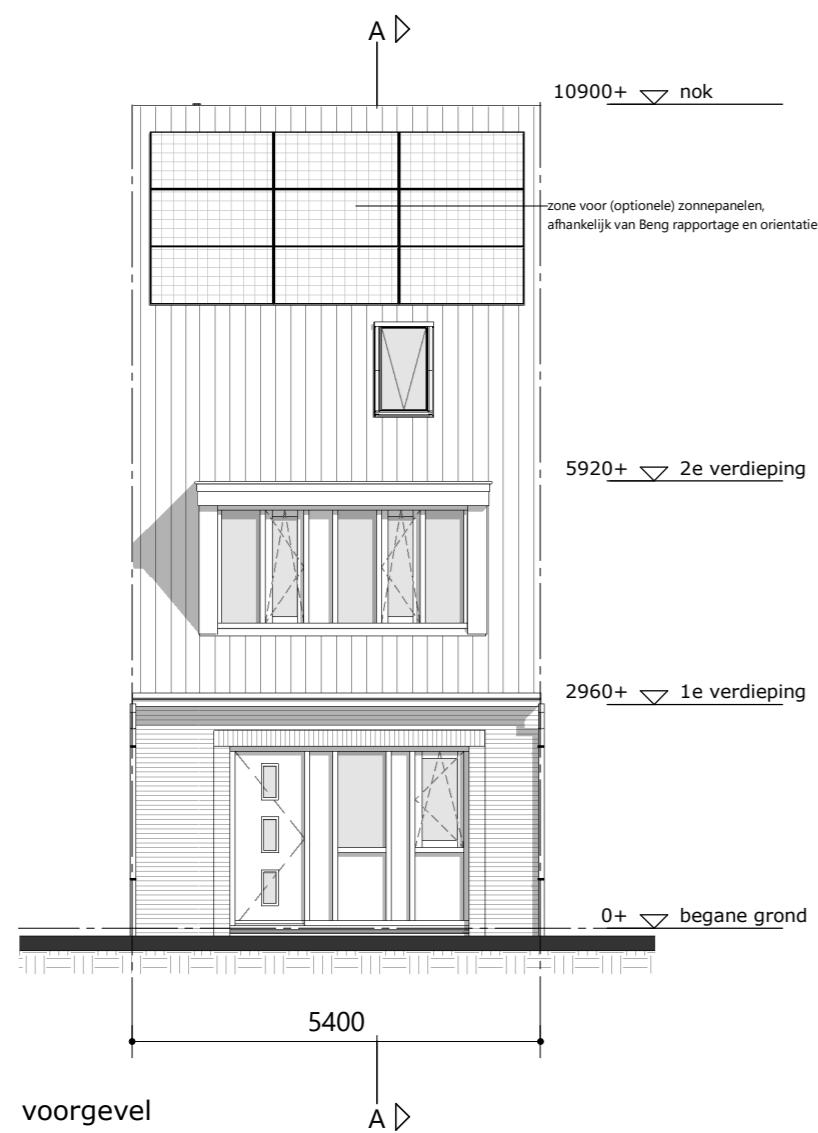 A
10900+ nok
zone voor (optionele) zonnepanelen,
afhankelijk van Beng rapportage en orientatie
5920+ 2e verdieping
2960+ 1e verdieping
0+ begane grond
5400
voorgevel
A